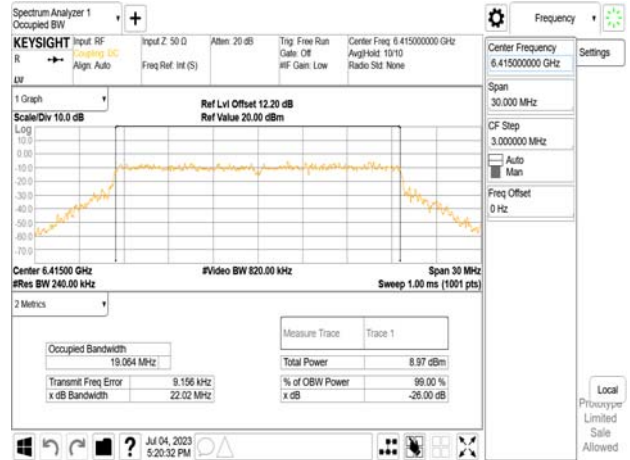 Spectrum Analyzer 1
Occupied BW
Frequency
KEYSIGHT
Input: RF
Coupling: DC
Align: Auto
Input Z: 50 Ω
Freq Ref: Int (S)
Atten: 20 dB
Trig: Free Run
Gate: Off
#IF Gain: Low
Center Freq: 6.415000000 GHz
Avg|Hold: 10/10
Radio Std: None
R
LXI
Center Frequency
6.415000000 GHz
Settings
Span
30.000 MHz
CF Step
3.000000 MHz
Auto
Man
Freq Offset
0 Hz
1 Graph
Scale/Div 10.0 dB
Ref Lvl Offset 12.20 dB
Ref Value 20.00 dBm
Log
10.0
0.00
-10.0
-20.0
-30.0
-40.0
-50.0
-60.0
-70.0
Center 6.41500 GHz
#Video BW 820.00 kHz
Span 30 MHz
#Res BW 240.00 kHz
Sweep 1.00 ms (1001 pts)
2 Metrics
Measure Trace
Trace 1
Occupied Bandwidth
19.064 MHz
Total Power
8.97 dBm
Transmit Freq Error
9.156 kHz
% of OBW Power
99.00 %
x dB Bandwidth
22.02 MHz
x dB
-26.00 dB
Local
Prototype
Limited
Sale
Allowed
?
Jul 04, 2023
5:20:32 PM